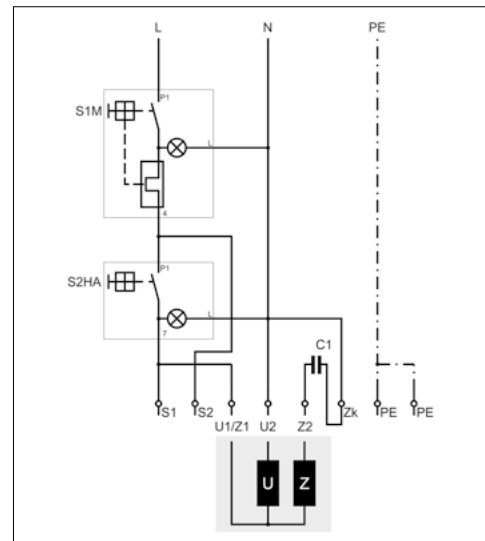 L N PE
P1
S1M
L
4
P1
S2HA
L
7
C1
S1 S2 Zk PE PE
U1/Z1 U2 Z2
U Z